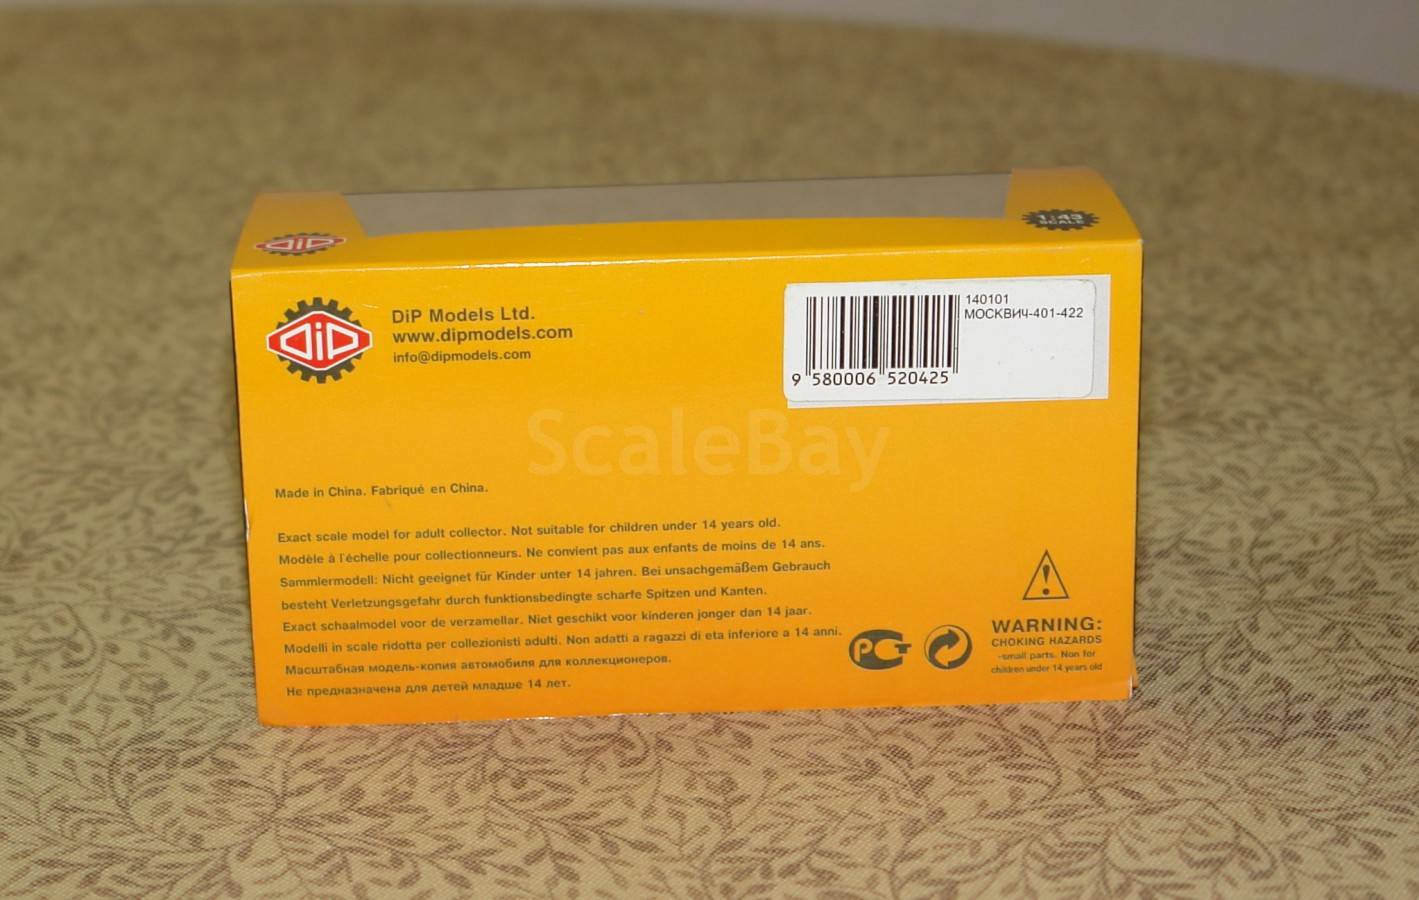 DiP
1:43
SCALE
DiP
DiP Models Ltd.
www.dipmodels.com
info@dipmodels.com
140101
МОСКВИЧ-401-422
9 580006 520425
ScaleBay
Made in China. Fabriqué en China.
Exact scale model for adult collector. Not suitable for children under 14 years old.
Modèle à l'échelle pour collectionneurs. Ne convient pas aux enfants de moins de 14 ans.
Sammlermodell: Nicht geeignet für Kinder unter 14 jahren. Bei unsachgemäßem Gebrauch
besteht Verletzungsgefahr durch funktionsbedingte scharfe Spitzen und Kanten.
Exact schaalmodel voor de verzamellar. Niet geschikt voor kinderen jonger dan 14 jaar.
Modelli in scale ridotta per collezionisti adulti. Non adatti a ragazzi di eta inferiore a 14 anni.
Масштабная модель-копия автомобиля для коллекционеров.
Не предназначена для детей младше 14 лет.
РСТ
WARNING:
CHOKING HAZARDS
-small parts. Non for
children under 14 years old